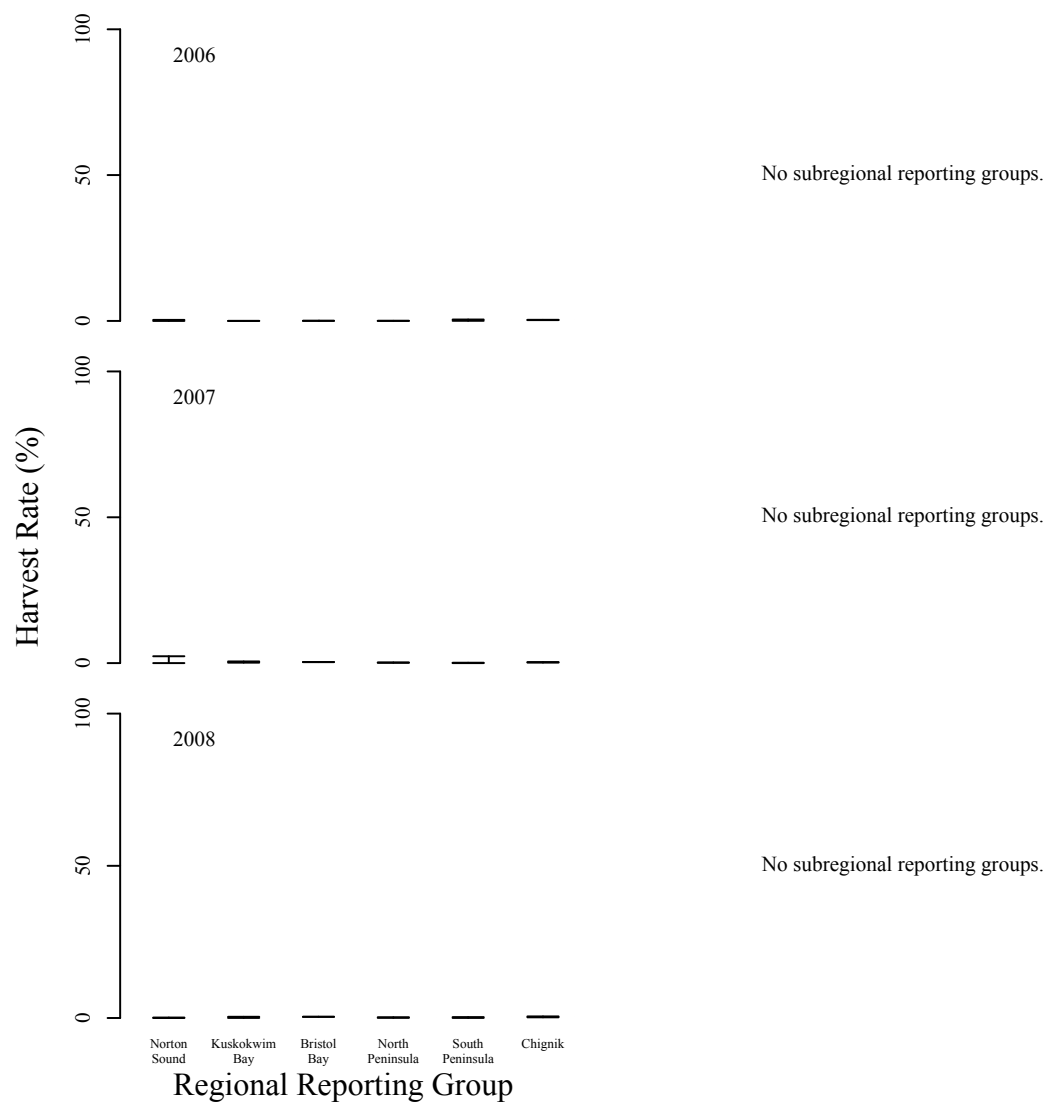 Harvest Rate (%)
100
2006
50
No subregional reporting groups.
0
100
2007
50
No subregional reporting groups.
0
100
2008
50
No subregional reporting groups.
0
Norton Kuskokwim Bristol North South Chignik
Sound Bay Bay Peninsula Peninsula
Regional Reporting Group